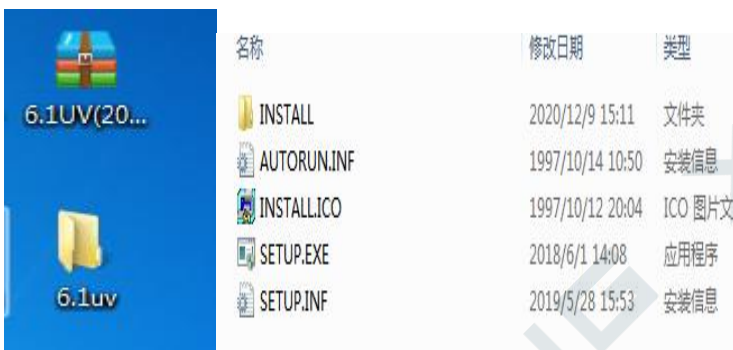 6.1UV(20...
6.1uv
名称 修改日期 类型
INSTALL 2020/12/9 15:11 文件夹
AUTORUN.INF 1997/10/14 10:50 安装信息
INSTALL.ICO 1997/10/12 20:04 ICO 图片文
SETUP.EXE 2018/6/1 14:08 应用程序
SETUP.INF 2019/5/28 15:53 安装信息